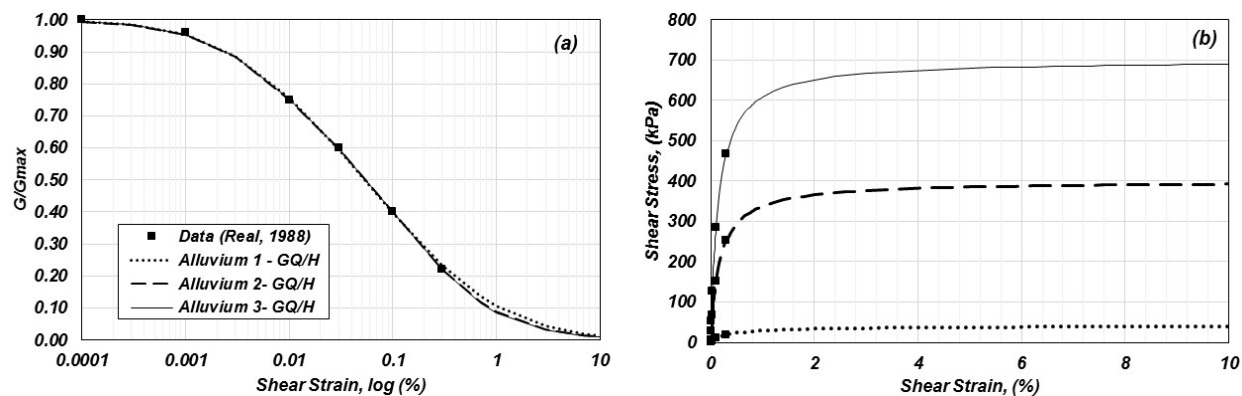 (a)
G/Gmax
1.00
0.90
0.80
0.70
0.60
0.50
0.40
0.30
0.20
0.10
0.00
Data (Real, 1988)
Alluvium 1 - GQ/H
Alluvium 2- GQ/H
Alluvium 3- GQ/H
0.0001 0.001 0.01 0.1 1 10
Shear Strain, log (%)
(b)
Shear Stress, (kPa)
800
700
600
500
400
300
200
100
0
0 2 4 6 8 10
Shear Strain, (%)